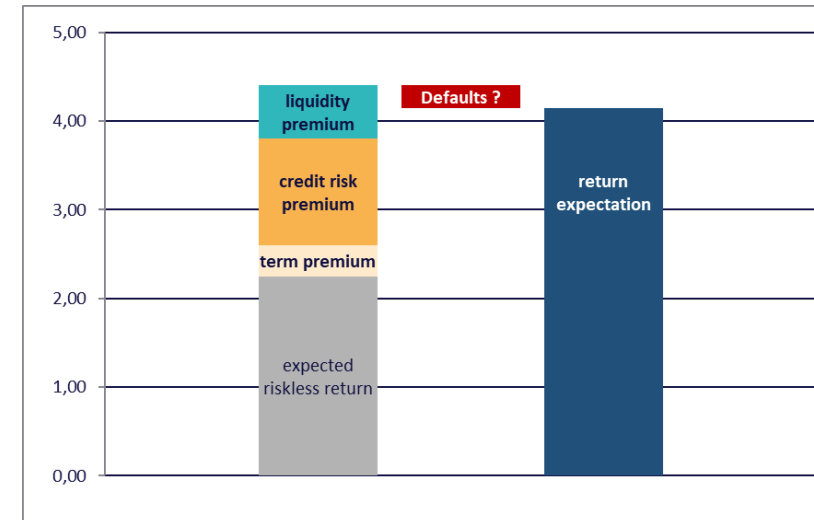 5,00
4,00
3,00
2,00
1,00
0,00
liquidity
premium
credit risk
premium
term premium
expected
riskless return
Defaults ?
return
expectation